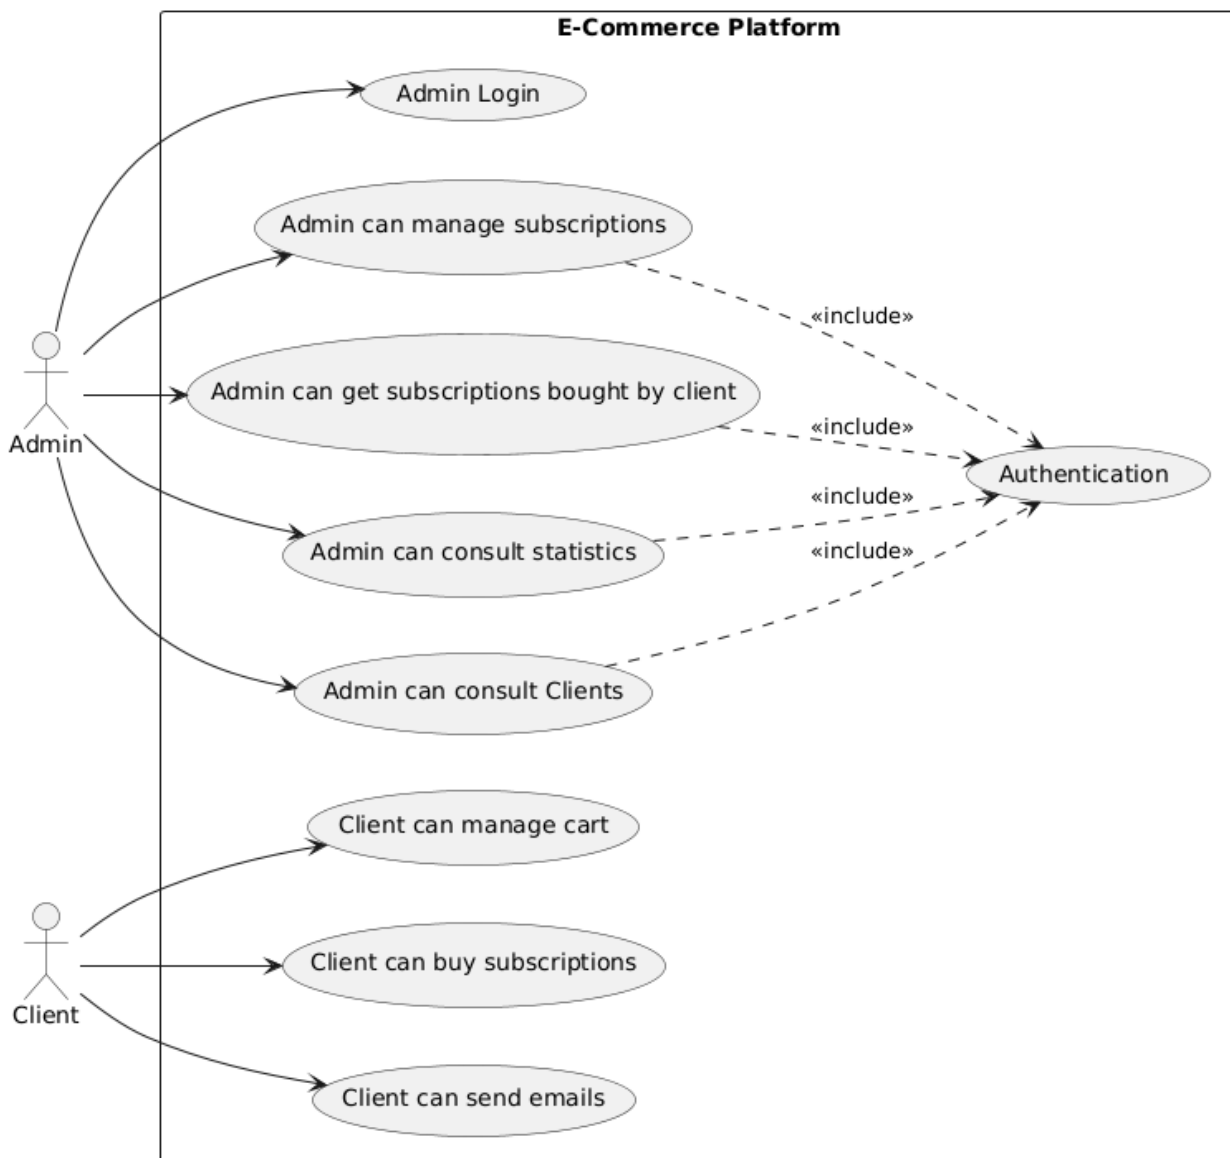 E-Commerce Platform
Admin Login
Admin can manage subscriptions
«include»
Admin can get subscriptions bought by client
«include»
Admin
Authentication
«include»
Admin can consult statistics
«include»
Admin can consult Clients
Client can manage cart
Client can buy subscriptions
Client
Client can send emails